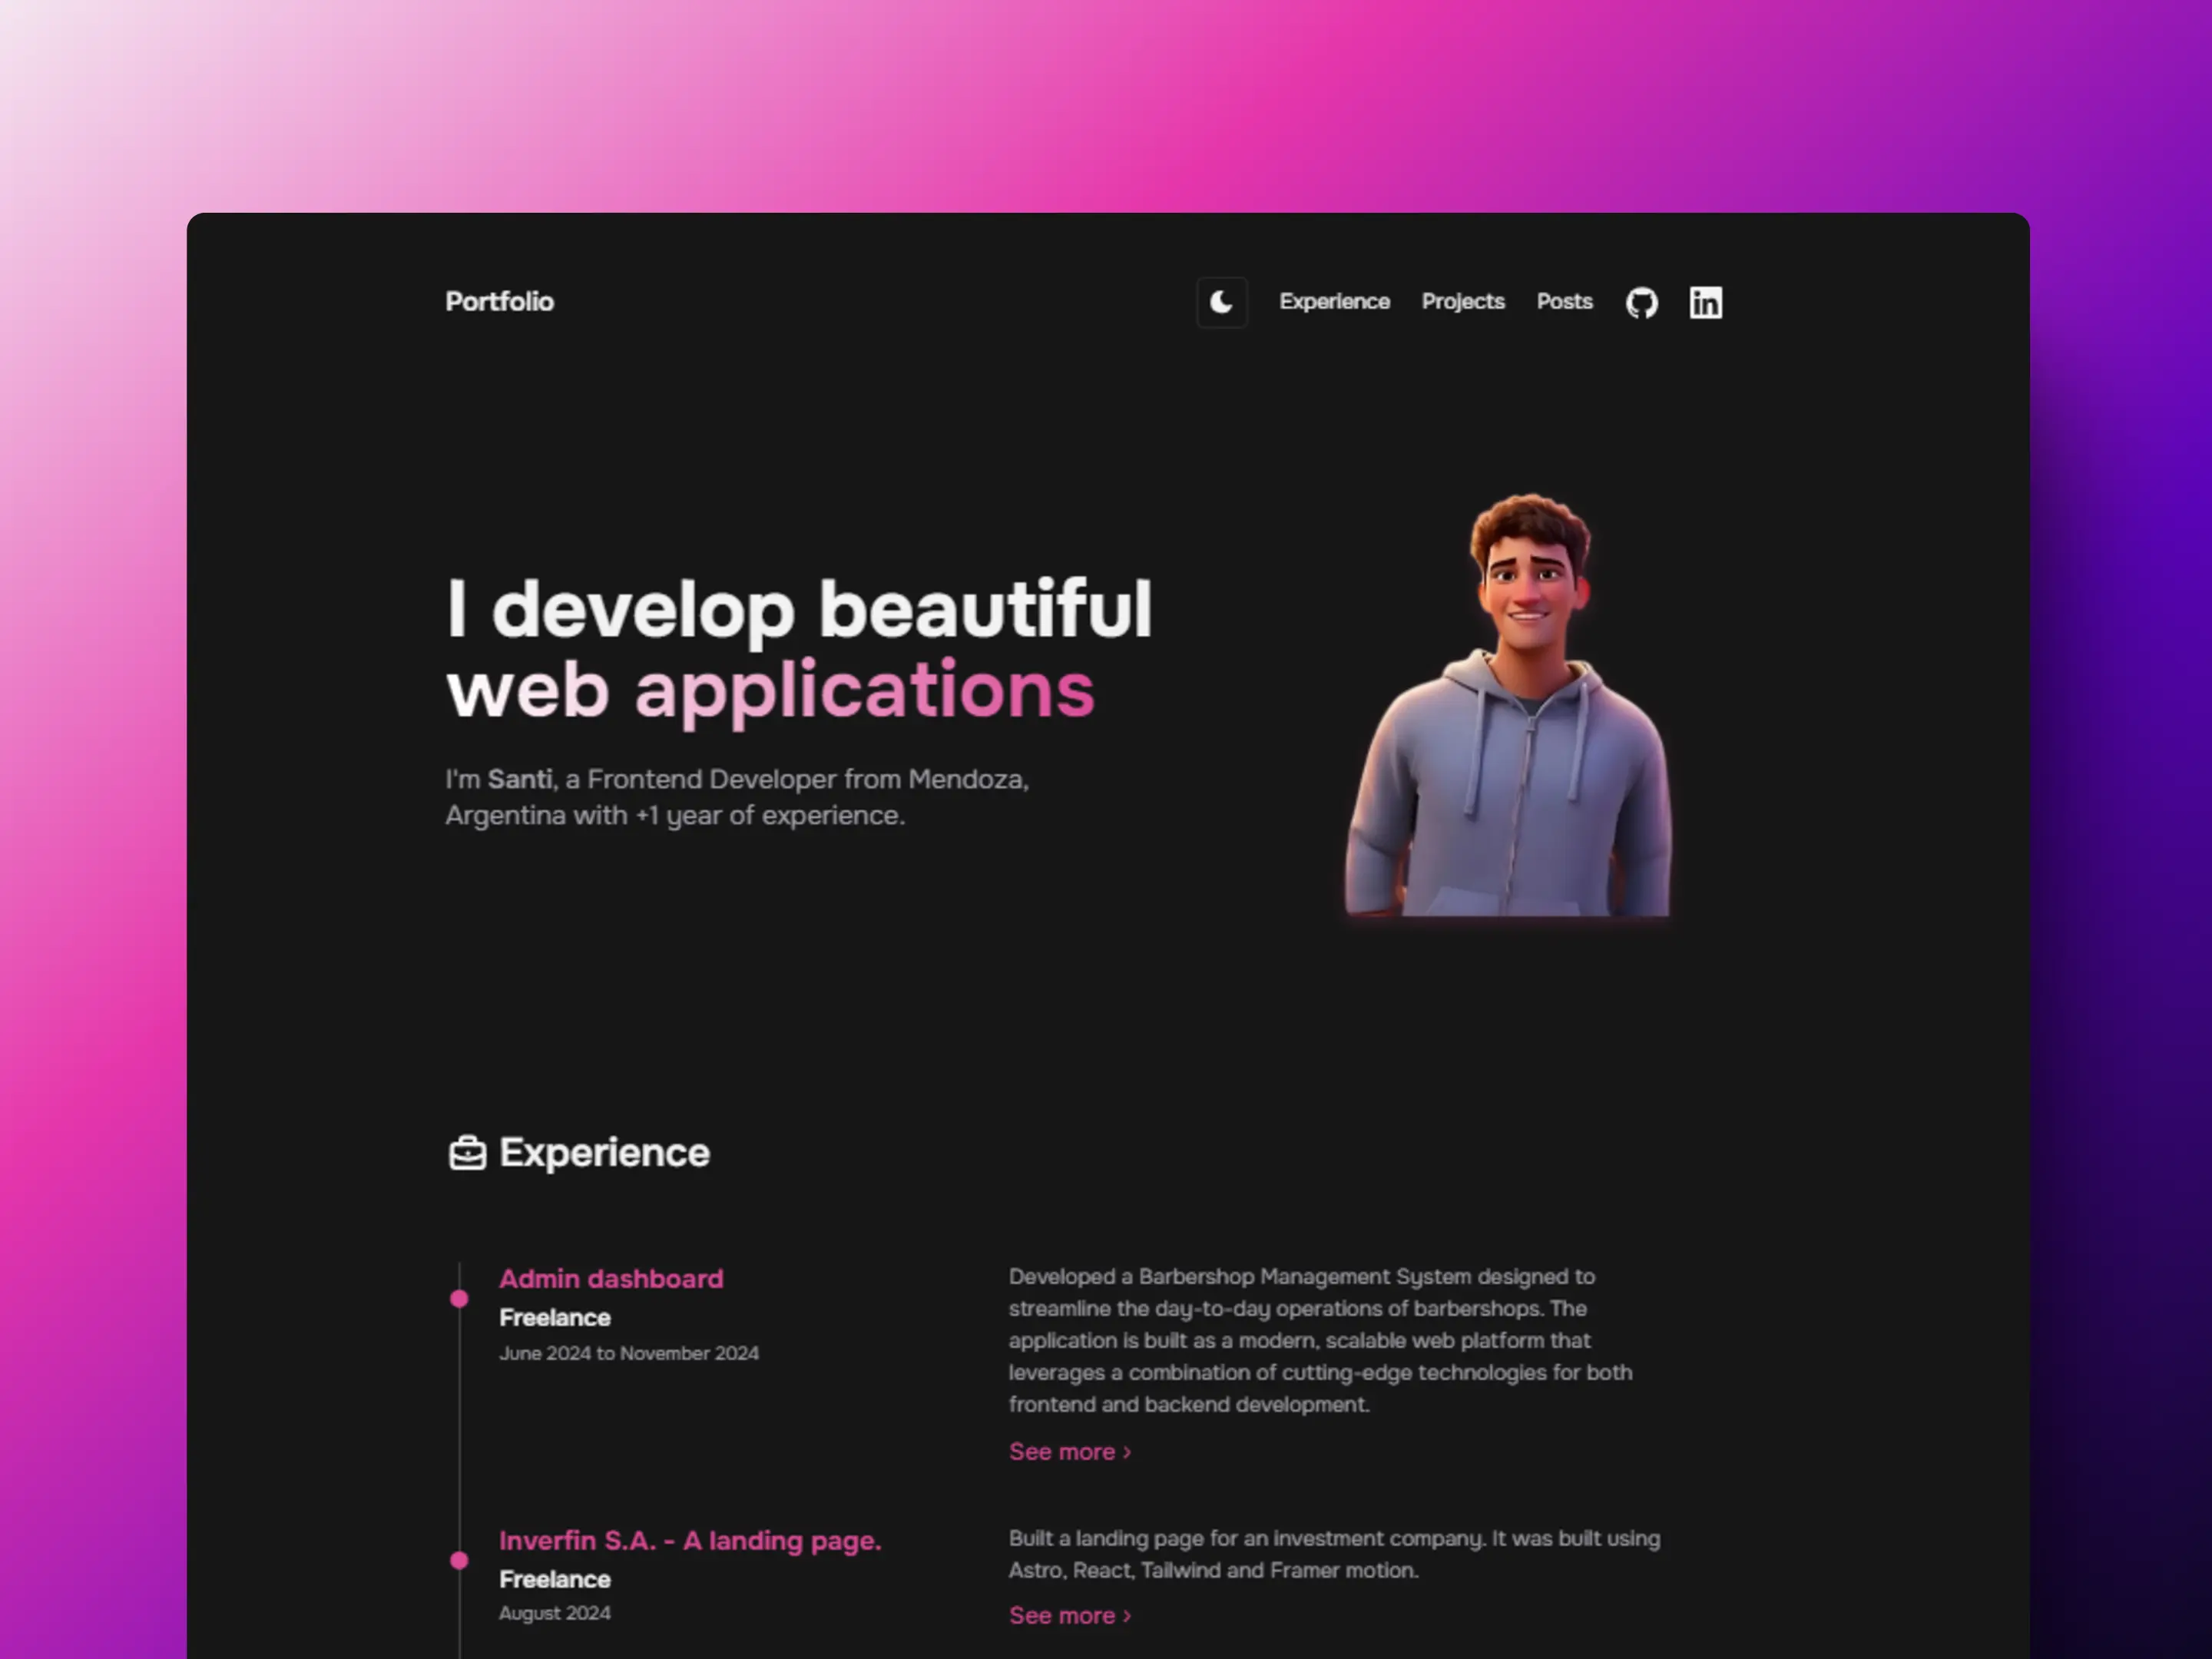 Portfolio
Experience Projects Posts in
I develop beautiful
web applications
I'm Santi, a Frontend Developer from Mendoza,
Argentina with +1 year of experience.
Experience
Admin dashboard
Freelance
June 2024 to November 2024
Developed a Barbershop Management System designed to
streamline the day-to-day operations of barbershops. The
application is built as a modern, scalable web platform that
leverages a combination of cutting-edge technologies for both
frontend and backend development.
See more ›
Inverfin S.A. - A landing page.
Freelance
August 2024
Built a landing page for an investment company. It was built using
Astro, React, Tailwind and Framer motion.
See more ›